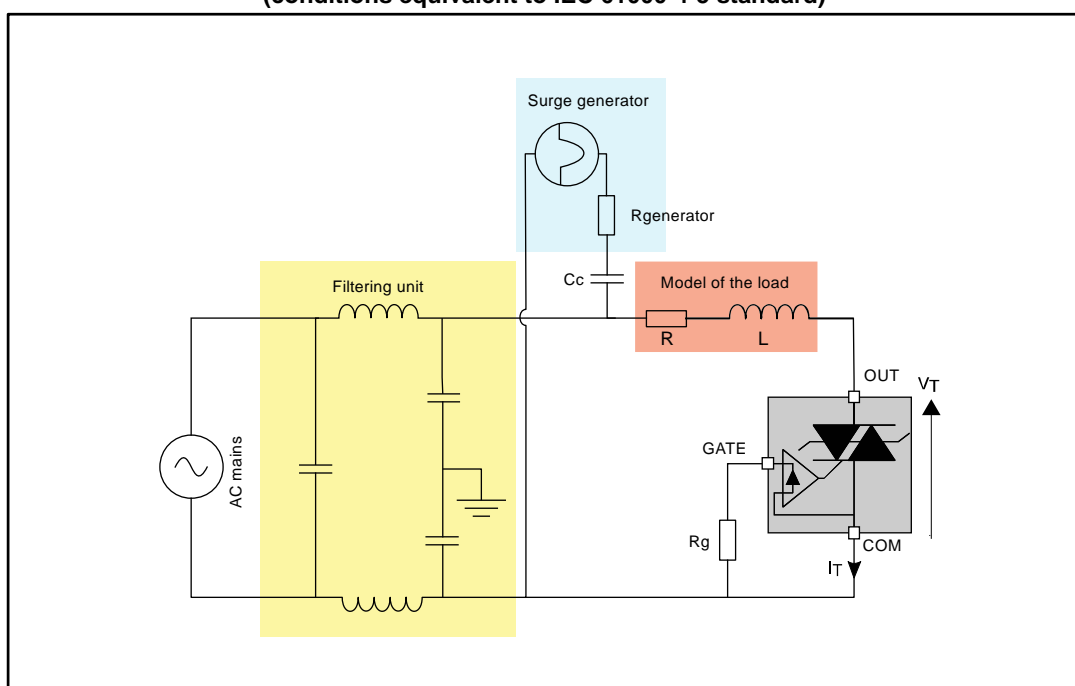 Surge generator
Rgenerator
Cc
Filtering unit
Model of the load
R
L
OUT
VT
GATE
AC mains
Rg
COM
IT